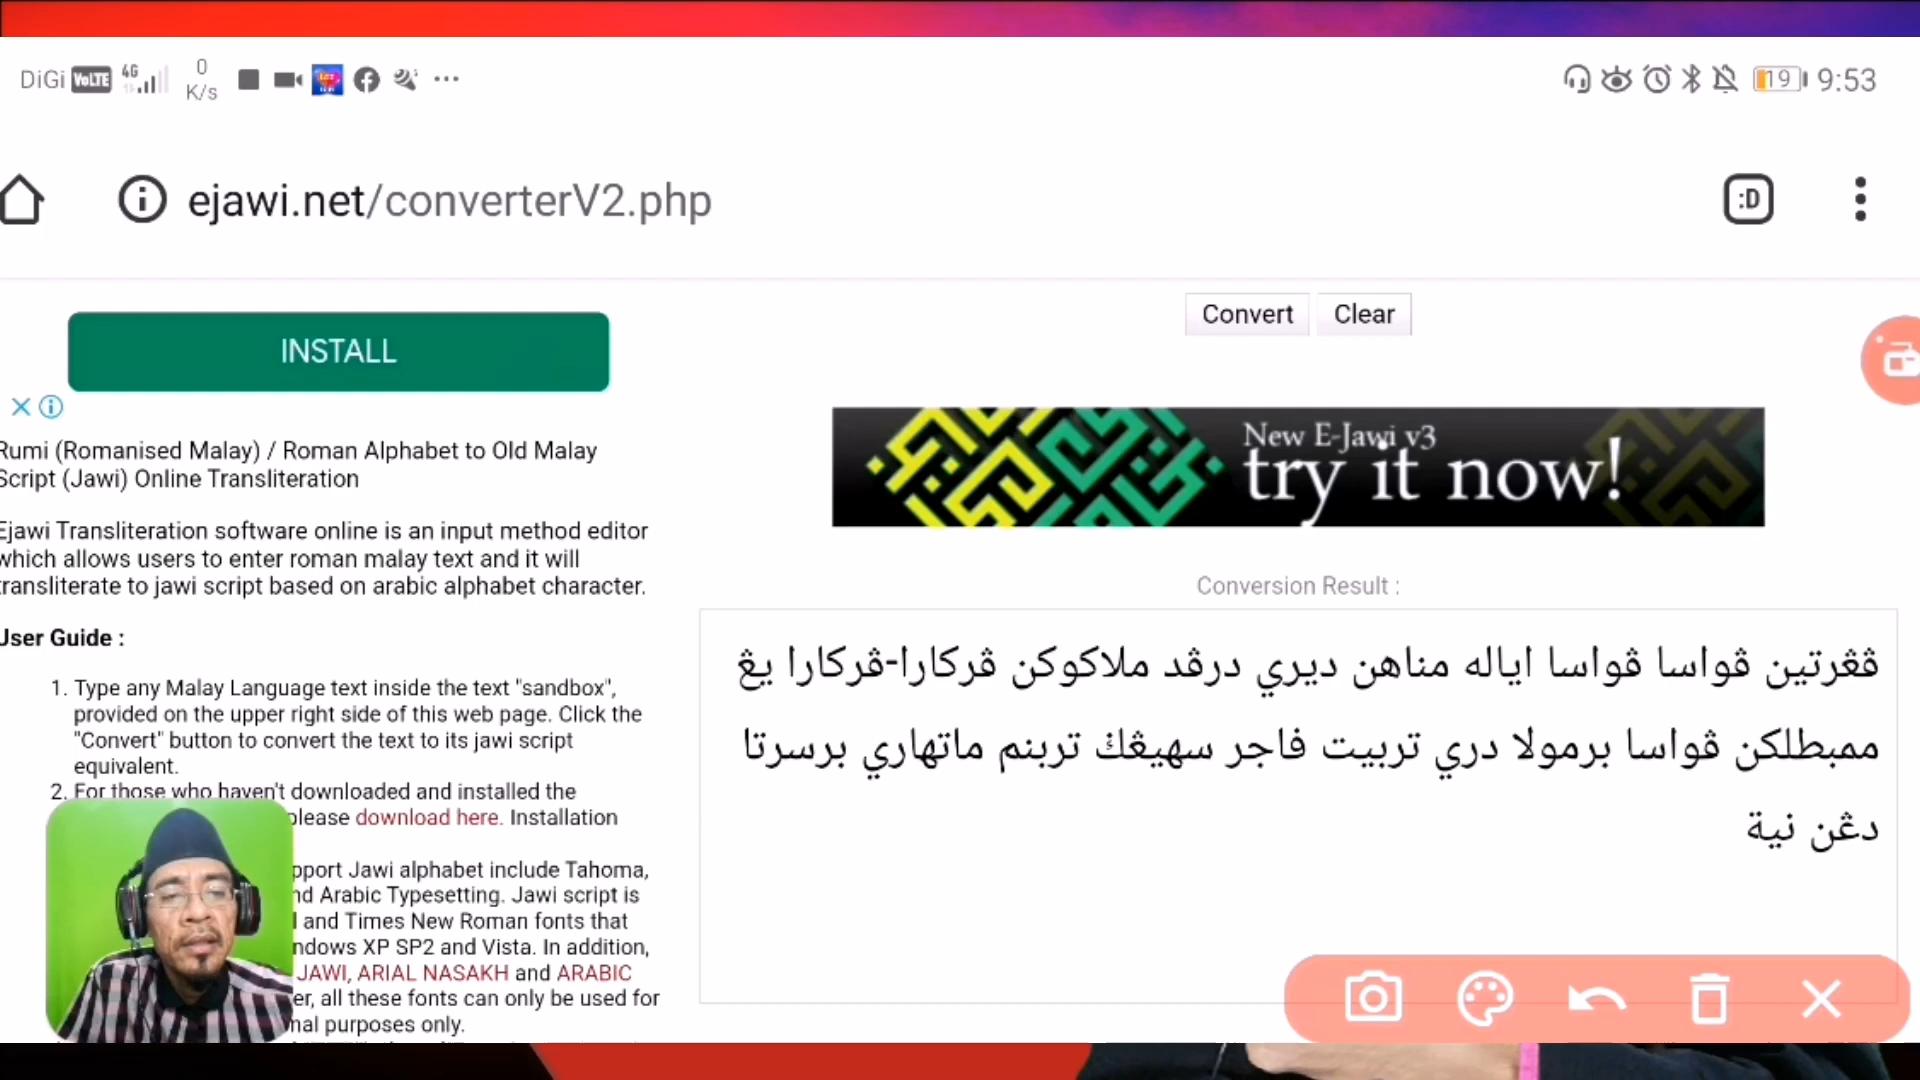 DiGi VoLTE 4G 0 K/s 19 9:53
ejawi.net/converterV2.php :D
INSTALL
Convert Clear
Rumi (Romanised Malay) / Roman Alphabet to Old Malay
Script (Jawi) Online Transliteration
Ejawi Transliteration software online is an input method editor
which allows users to enter roman malay text and it will
transliterate to jawi script based on arabic alphabet character.
User Guide :
1. Type any Malay Language text inside the text "sandbox",
provided on the upper right side of this web page. Click the
"Convert" button to convert the text to its jawi script
equivalent.
2. For those who haven't downloaded and installed the
please download here. Installation
pport Jawi alphabet include Tahoma,
nd Arabic Typesetting. Jawi script is
l and Times New Roman fonts that
ndows XP SP2 and Vista. In addition,
JAWI, ARIAL NASAKH and ARABIC
er, all these fonts can only be used for
nal purposes only.
New E-Jawi v3
try it now!
Conversion Result :
ڤڠرتين ڤواسا ڤواسا اياله مناهن ديري درڤد ملاكوكن ڤركارا-ڤركارا يڠ
ممبطلكن ڤواسا برمولا دري تربيت فاجر سهيڠݢ تربنم ماتهاري برسرتا
دڠن نية